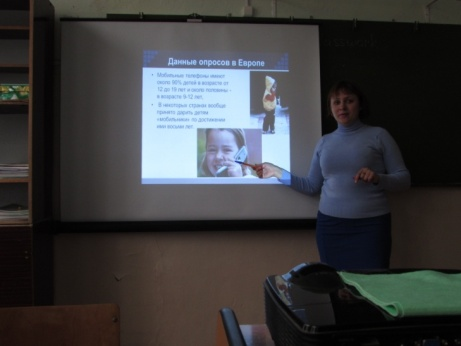 Данные опросов в Европе
• Мобильные телефоны имеют
около 90% детей в возрасте от
12 до 19 лет и около половины -
в возрасте 9-12 лет.
• В некоторых странах вообще
принято дарить детям
«мобильники» по достижении
ими восьми лет